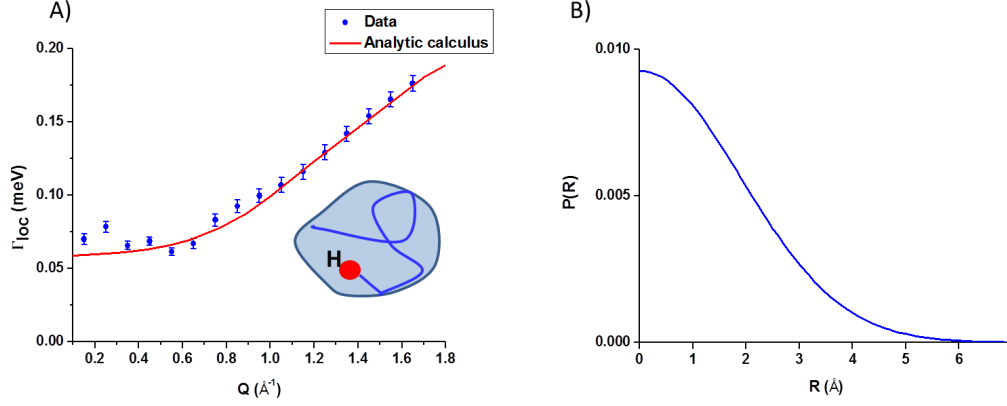 A)
Data
Analytic calculus
0.20
0.15
0.10
0.05
0.00
Γloc (meV)
H
0.2 0.4 0.6 0.8 1.0 1.2 1.4 1.6 1.8
Q (Å-1)
B)
0.010
0.005
0.000
P(R)
0 1 2 3 4 5 6
R (Å)